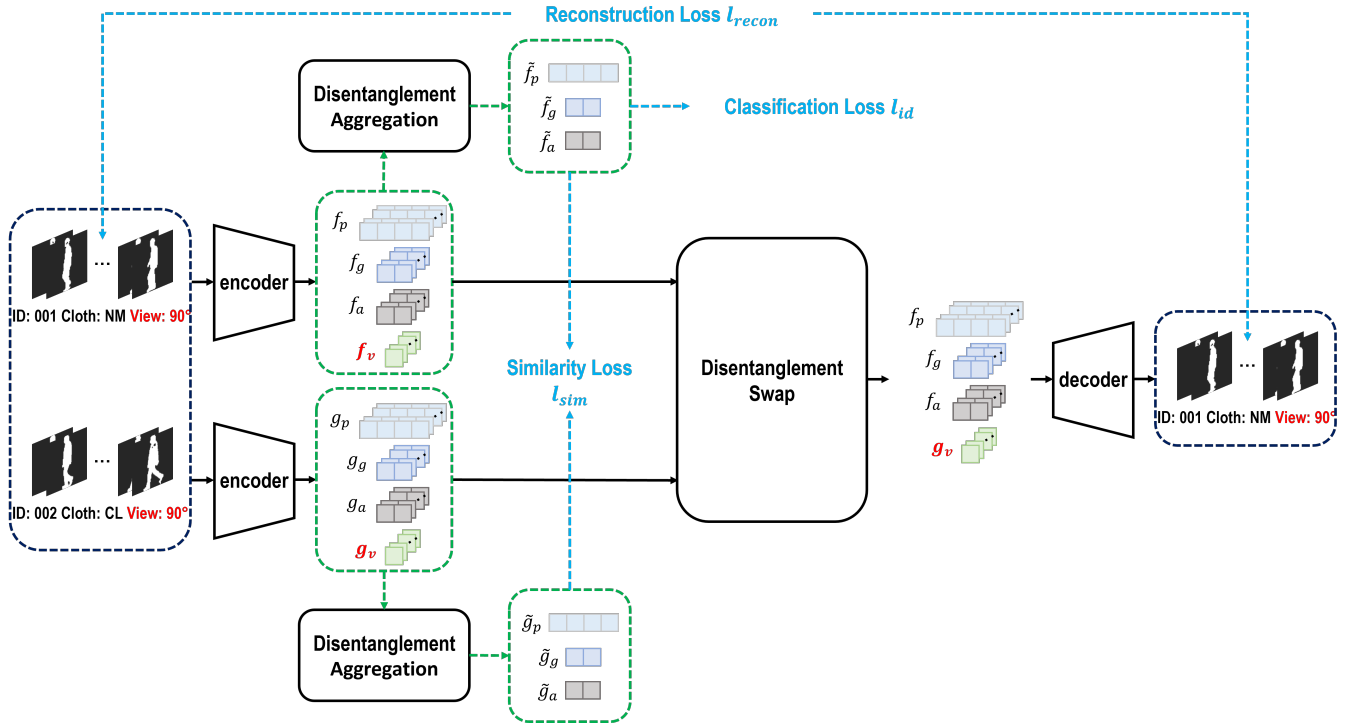 Reconstruction Loss l_recon
Disentanglement
Aggregation
f̃_p
f̃_g
f̃_a
Classification Loss l_id
...
...
ID: 001 Cloth: NM View: 90°
encoder
f_p
f_g
f_a
f_v
Similarity Loss
l_sim
Disentanglement
Swap
f_p
f_g
f_a
g_v
decoder
...
ID: 001 Cloth: NM View: 90°
ID: 002 Cloth: CL View: 90°
encoder
g_p
g_g
g_a
g_v
Disentanglement
Aggregation
g̃_p
g̃_g
g̃_a